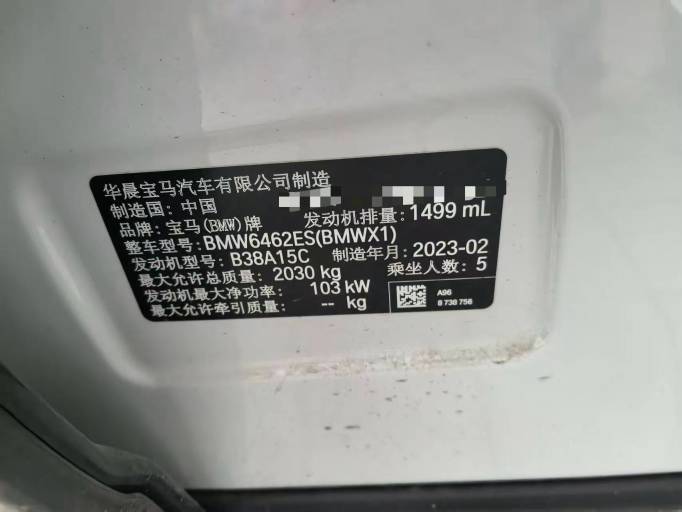 华晨宝马汽车有限公司制造
制造国: 中国
品牌: 宝马(BMW)牌 发动机排量: 1499 mL
整车型号: BMW6462ES(BMWX1)
发动机型号: B38A15C 制造年月: 2023-02
最大允许总质量: 2030 kg 乘坐人数: 5
发动机最大净功率: 103 kW
最大允许牵引质量: -- kg
A96
8 738 756